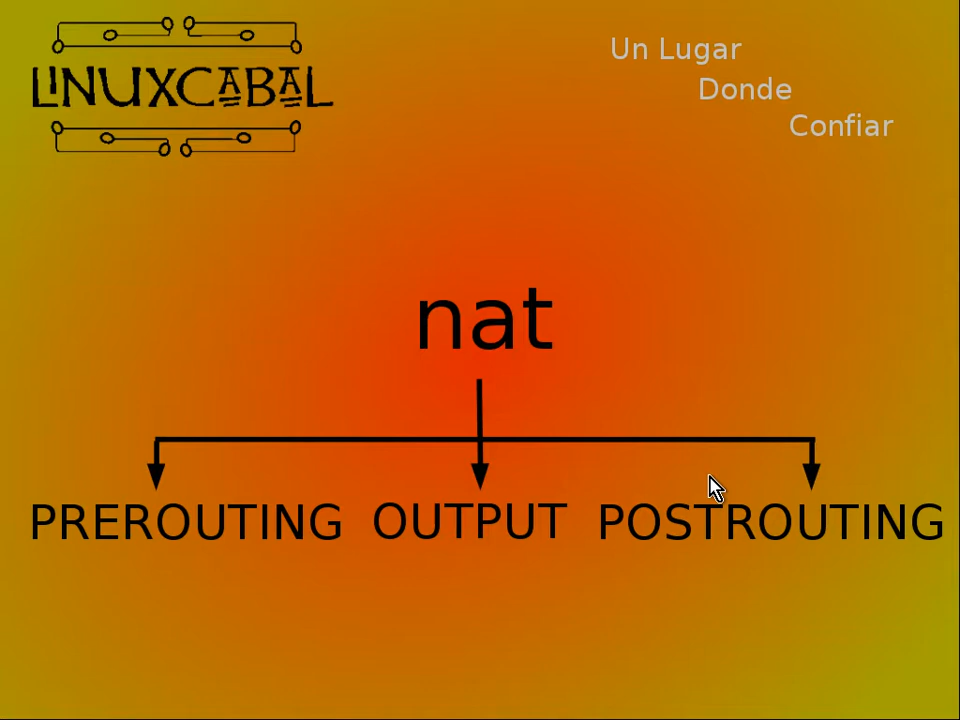 LINUXCABAL
Un Lugar
Donde
Confiar
nat
PREROUTING OUTPUT POSTROUTING